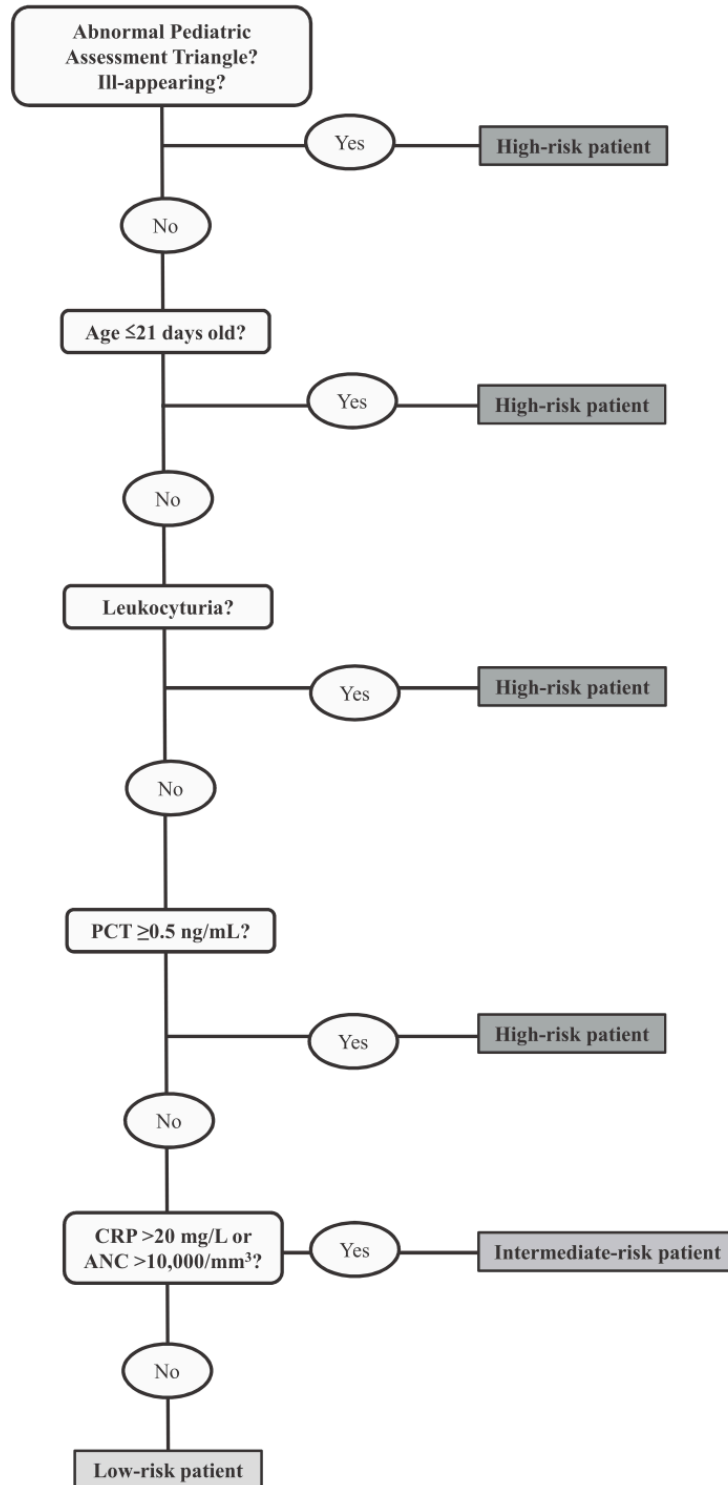 Abnormal Pediatric
Assessment Triangle?
Ill-appearing?
Yes
High-risk patient
No
Age ≤21 days old?
Yes
High-risk patient
No
Leukocyturia?
Yes
High-risk patient
No
PCT ≥0.5 ng/mL?
Yes
High-risk patient
No
CRP >20 mg/L or
ANC >10,000/mm³?
Yes
Intermediate-risk patient
No
Low-risk patient